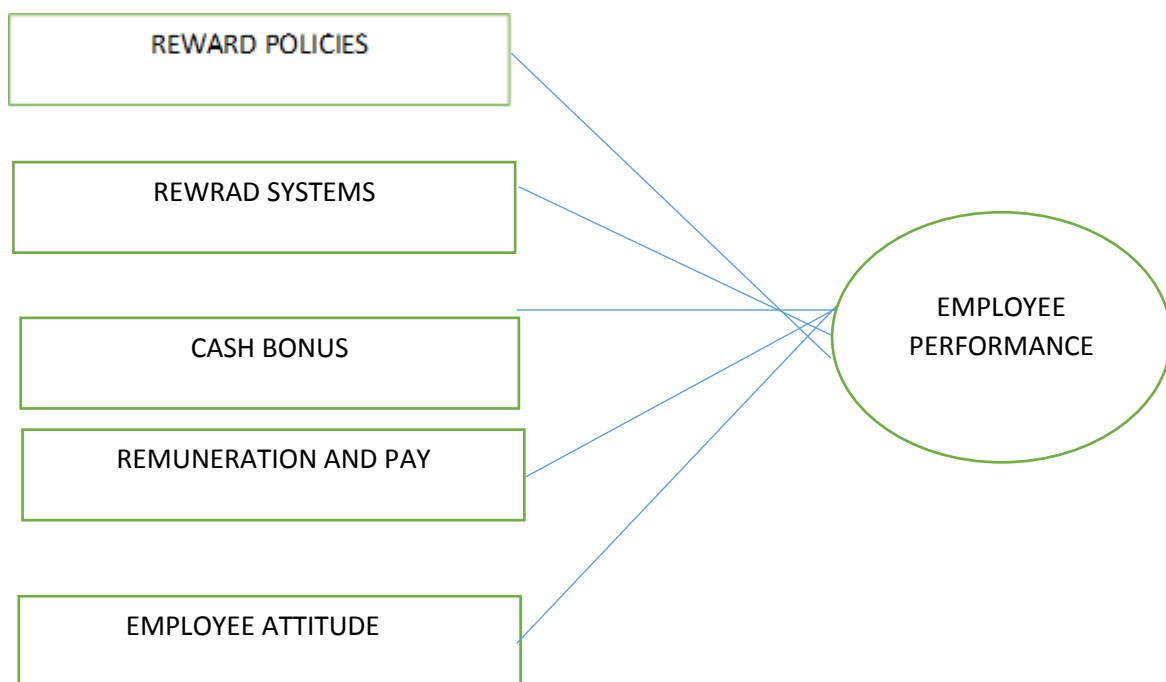 REWARD POLICIES
REWRAD SYSTEMS
CASH BONUS
REMUNERATION AND PAY
EMPLOYEE ATTITUDE
EMPLOYEE
PERFORMANCE